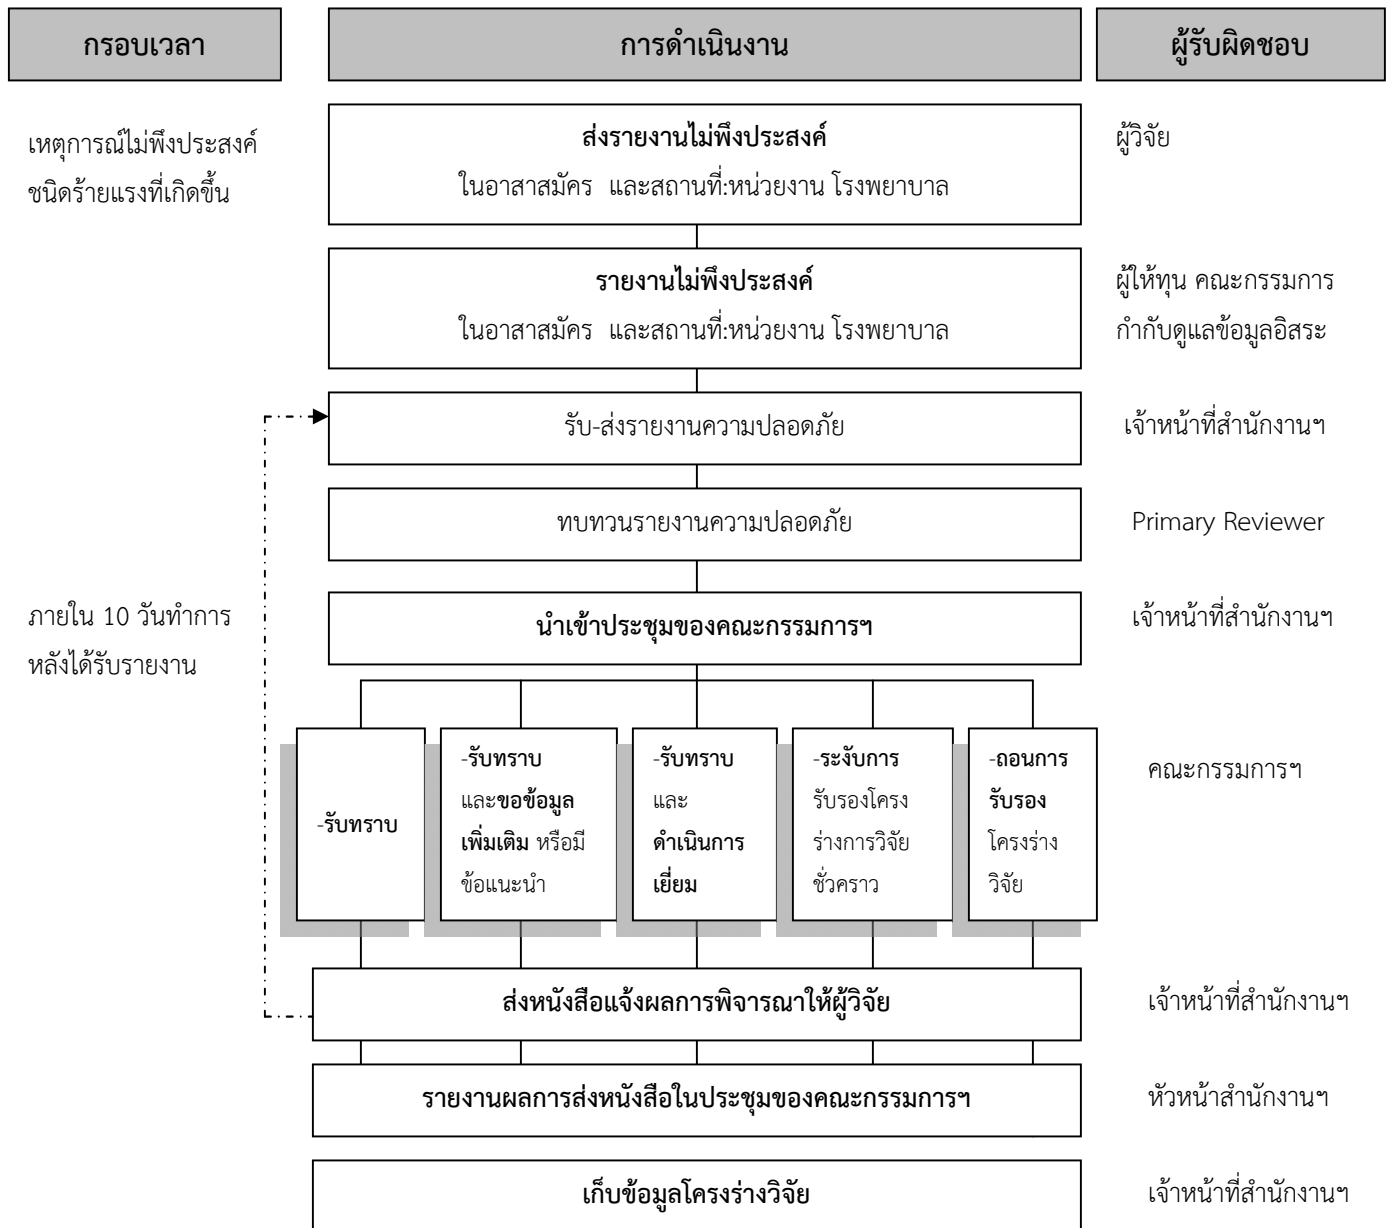 กรอบเวลา
การดำเนินงาน
ผู้รับผิดชอบ
เหตุการณ์ไม่พึงประสงค์
ชนิดร้ายแรงที่เกิดขึ้น
ส่งรายงานไม่พึงประสงค์
ในอาสาสมัคร และสถานที่:หน่วยงาน โรงพยาบาล
ผู้วิจัย
รายงานไม่พึงประสงค์
ในอาสาสมัคร และสถานที่:หน่วยงาน โรงพยาบาล
ผู้ให้ทุน คณะกรรมการ
กำกับดูแลข้อมูลอิสระ
รับ-ส่งรายงานความปลอดภัย
เจ้าหน้าที่สำนักงานฯ
ทบทวนรายงานความปลอดภัย
Primary Reviewer
ภายใน 10 วันทำการ
หลังได้รับรายงาน
นำเข้าประชุมของคณะกรรมการฯ
เจ้าหน้าที่สำนักงานฯ
-รับทราบ
-รับทราบ
และขอข้อมูล
เพิ่มเติม หรือมี
ข้อแนะนำ
-รับทราบ
และ
ดำเนินการ
เยี่ยม
-ระงับการ
รับรองโครง
ร่างการวิจัย
ชั่วคราว
-ถอนการ
รับรอง
โครงร่าง
วิจัย
คณะกรรมการฯ
ส่งหนังสือแจ้งผลการพิจารณาให้ผู้วิจัย
เจ้าหน้าที่สำนักงานฯ
รายงานผลการส่งหนังสือในประชุมของคณะกรรมการฯ
หัวหน้าสำนักงานฯ
เก็บข้อมูลโครงร่างวิจัย
เจ้าหน้าที่สำนักงานฯ